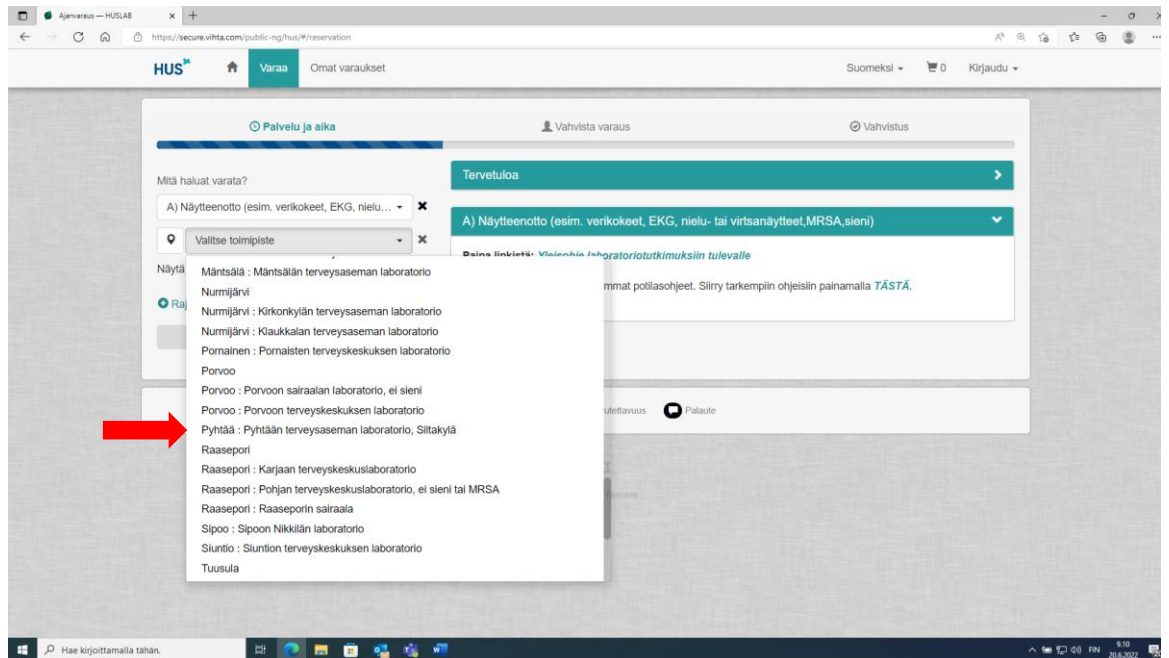 Ajanvaraus — HUSLAB
https://secure.vihta.com/public-ng/hus/#/reservation
HUS
Varaa
Omat varaukset
Suomeksi
0
Kirjaudu
Palvelu ja aika
Vahvista varaus
Vahvistus
Mitä haluat varata?
A) Näytteenotto (esim. verikokeet, EKG, nielu...
Valitse toimipiste
Näytä
Raj
Mäntsälä : Mäntsälän terveysaseman laboratorio
Nurmijärvi
Nurmijärvi : Kirkonkylän terveysaseman laboratorio
Nurmijärvi : Klaukkalan terveysaseman laboratorio
Pornainen : Pornaisten terveyskeskuksen laboratorio
Porvoo
Porvoo : Porvoon sairaalan laboratorio, ei sieni
Porvoo : Porvoon terveyskeskuksen laboratorio
Pyhtää : Pyhtään terveysaseman laboratorio, Siltakylä
Raasepori
Raasepori : Karjaan terveyskeskuslaboratorio
Raasepori : Pohjan terveyskeskuslaboratorio, ei sieni tai MRSA
Raasepori : Raaseporin sairaala
Sipoo : Sipoon Nikkilän laboratorio
Siuntio : Siuntion terveyskeskuksen laboratorio
Tuusula
Tervetuloa
A) Näytteenotto (esim. verikokeet, EKG, nielu- tai virtsanäytteet,MRSA,sieni)
Paina linkistä: Yleisohje laboratoriotutkimuksiin tulevalle
mmat potilasohjeet. Siirry tarkempiin ohjeisiin painamalla TÄSTÄ.
utettavuus
Palaute
Hae kirjoittamalla tähän.
FIN
9.10
20.6.2022